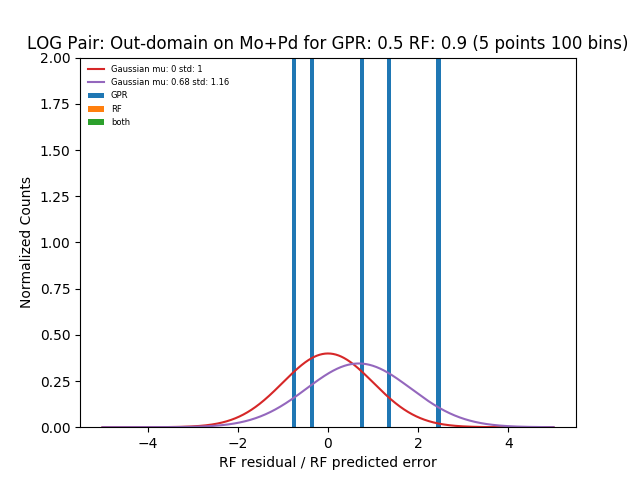 LOG Pair: Out-domain on Mo+Pd for GPR: 0.5 RF: 0.9 (5 points 100 bins)
Gaussian mu: 0 std: 1
Gaussian mu: 0.68 std: 1.16
GPR
RF
both
Normalized Counts
2.00
1.75
1.50
1.25
1.00
0.75
0.50
0.25
0.00
−4 −2 0 2 4
RF residual / RF predicted error